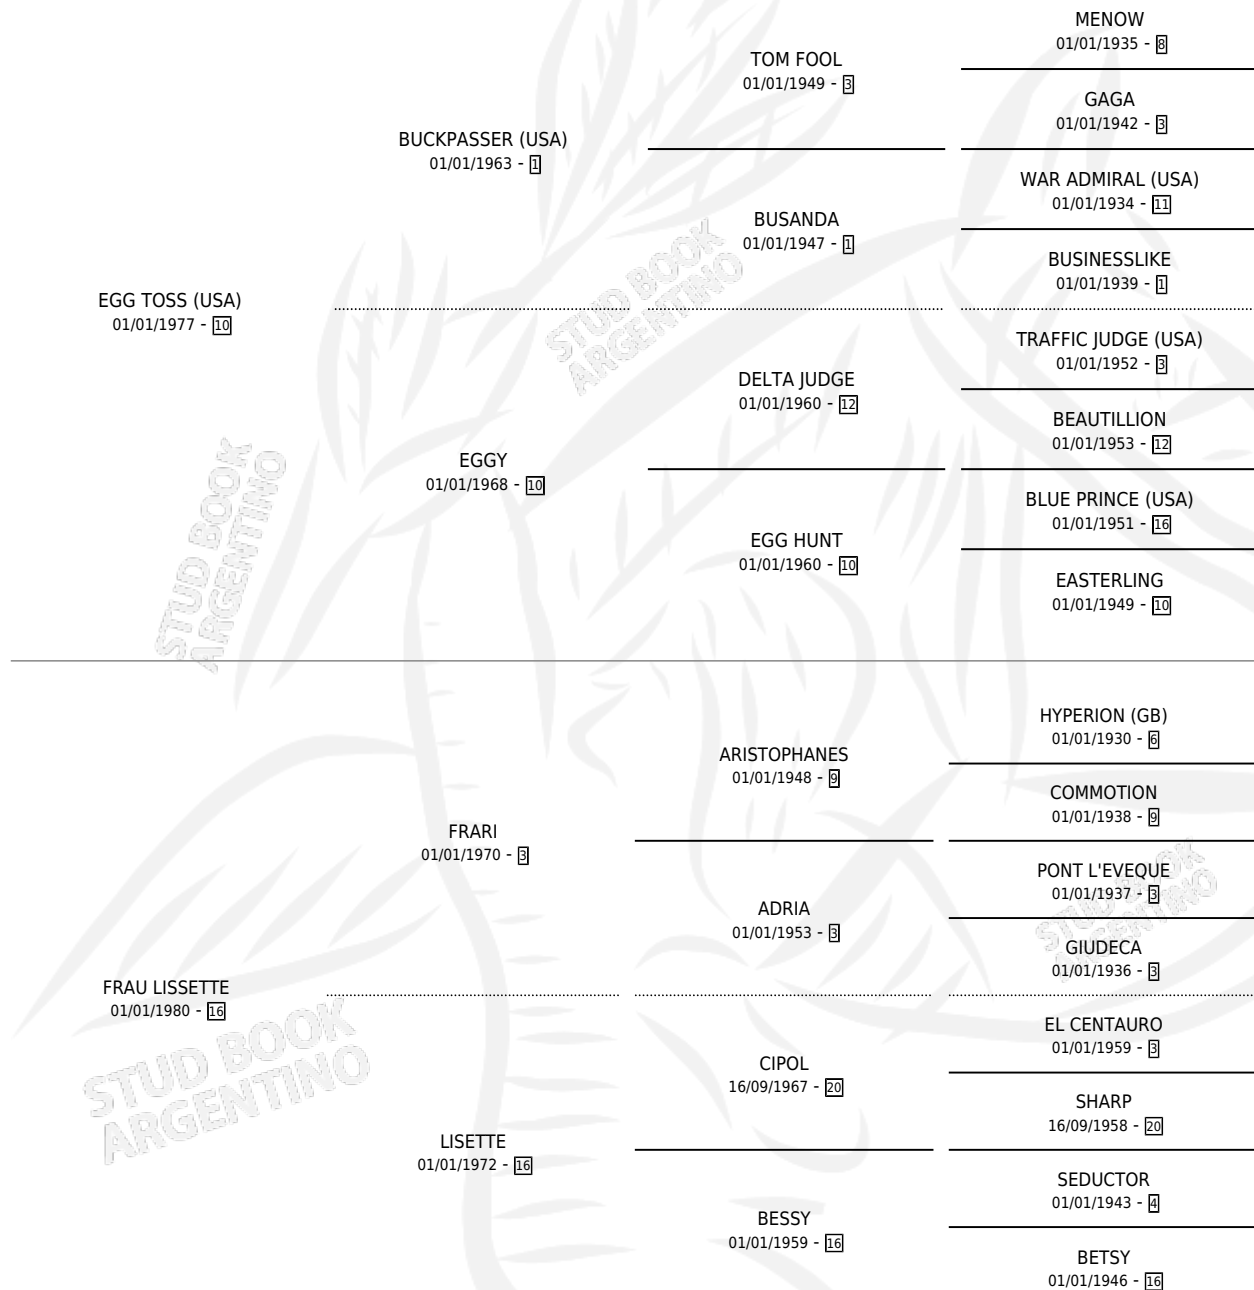 MENOW
01/01/1935 - 8
TOM FOOL
01/01/1949 - 3
GAGA
01/01/1942 - 3
BUCKPASSER (USA)
01/01/1963 - 1
WAR ADMIRAL (USA)
01/01/1934 - 11
BUSANDA
01/01/1947 - 1
BUSINESSLIKE
01/01/1939 - 1
EGG TOSS (USA)
01/01/1977 - 10
TRAFFIC JUDGE (USA)
01/01/1952 - 3
DELTA JUDGE
01/01/1960 - 12
BEAUTILLION
01/01/1953 - 12
EGGY
01/01/1968 - 10
BLUE PRINCE (USA)
01/01/1951 - 16
EGG HUNT
01/01/1960 - 10
EASTERLING
01/01/1949 - 10
HYPERION (GB)
01/01/1930 - 6
ARISTOPHANES
01/01/1948 - 9
COMMOTION
01/01/1938 - 9
FRARI
01/01/1970 - 3
PONT L'EVEQUE
01/01/1937 - 3
ADRIA
01/01/1953 - 3
GIUDECA
01/01/1936 - 3
FRAU LISSETTE
01/01/1980 - 16
EL CENTAURO
01/01/1959 - 3
CIPOL
16/09/1967 - 20
SHARP
16/09/1958 - 20
LISETTE
01/01/1972 - 16
SEDUCTOR
01/01/1943 - 4
BESSY
01/01/1959 - 16
BETSY
01/01/1946 - 16
STUD BOOK
ARGENTINO
STUD BOOK
ARGENTINO
STUD BOOK
ARGENTINO
STUD BOOK
ARGENTINO